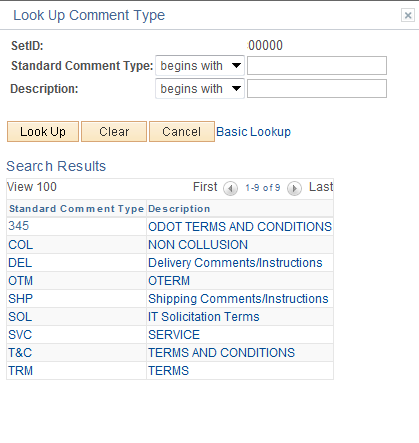 Look Up Comment Type
SetID: 00000
Standard Comment Type: begins with
Description: begins with
Look Up Clear Cancel Basic Lookup
Search Results
View 100 First 1-9 of 9 Last
Standard Comment Type Description
345 ODOT TERMS AND CONDITIONS
COL NON COLLUSION
DEL Delivery Comments/Instructions
OTM OTERM
SHP Shipping Comments/Instructions
SOL IT Solicitation Terms
SVC SERVICE
T&C TERMS AND CONDITIONS
TRM TERMS